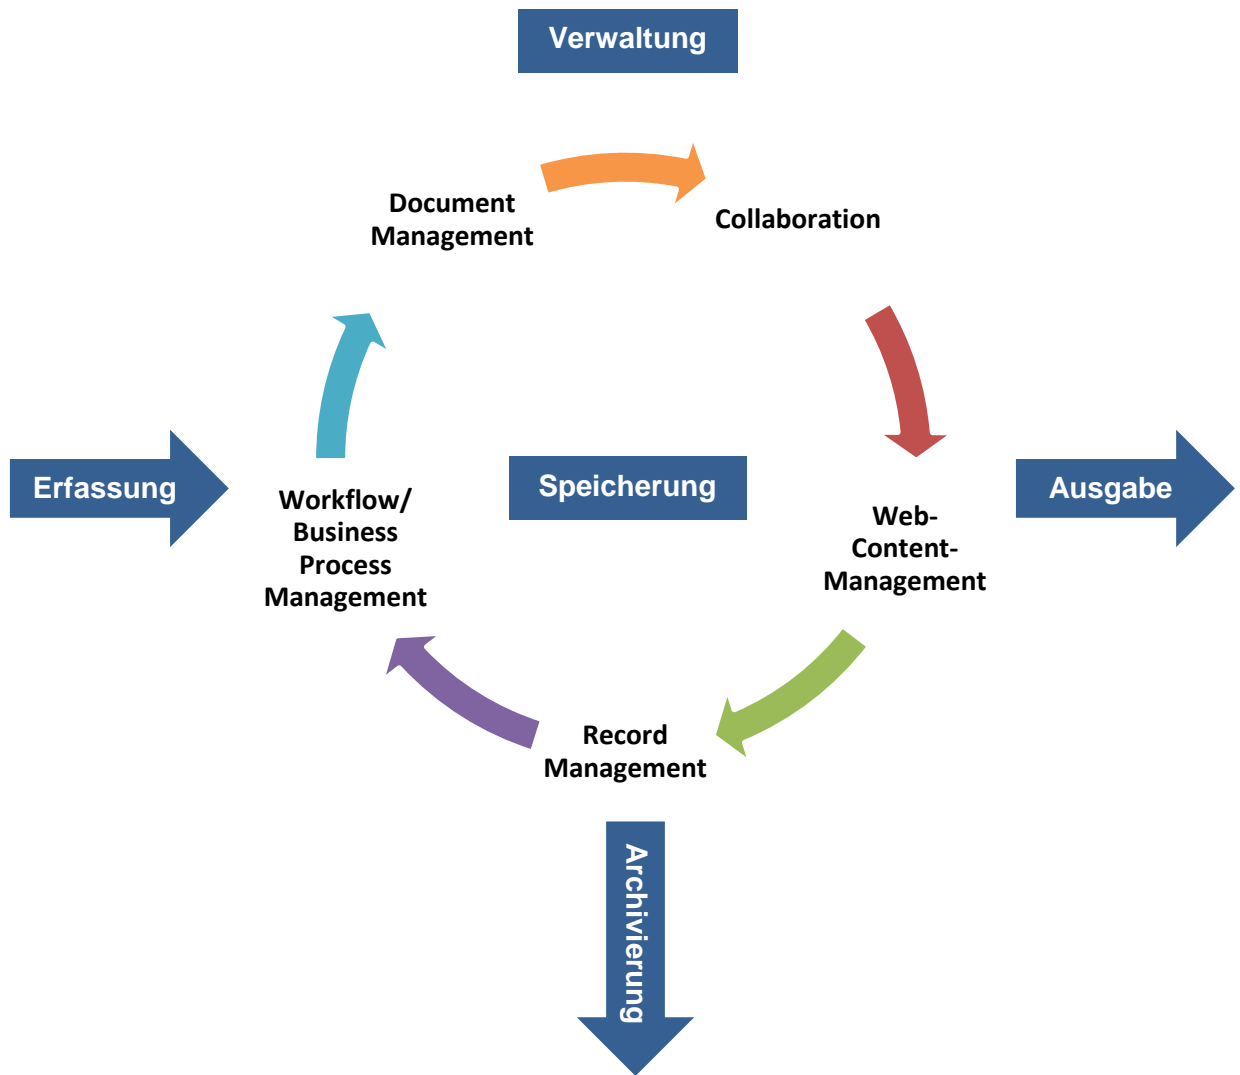 Verwaltung
Document
Management
Collaboration
Erfassung
Workflow/
Business
Process
Management
Speicherung
Web-
Content-
Management
Ausgabe
Record
Management
Archivierung